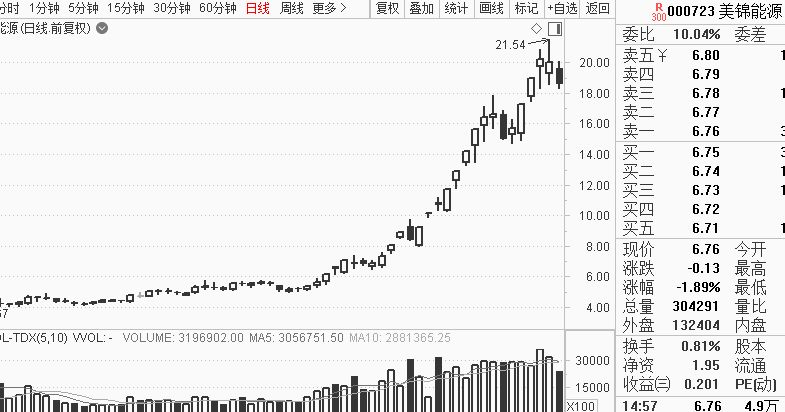 分时 1分钟 5分钟 15分钟 30分钟 60分钟 日线 周线 更多 复权 叠加 统计 画线 标记 +自选 返回
能源(日线.前复权)
21.54
20.00
18.00
16.00
14.00
12.00
10.00
8.00
6.00
4.00
OL-TDX(5,10) VVOL: - VOLUME: 3196902.00 MA5: 3056751.50 MA10: 2881365.25
30000
15000
X100
R 300 000723 美锦能源
委比 10.04% 委差
卖五 ¥ 6.80
卖四 6.79
卖三 6.78
卖二 6.77
卖一 6.76
买一 6.75
买二 6.74
买三 6.73
买四 6.72
买五 6.71
现价 6.76 今开
涨跌 -0.13 最高
涨幅 -1.89% 最低
总量 304291 量比
外盘 132404 内盘
换手 0.81% 股本
净资 1.95 流通
收益(三) 0.201 PE(动)
14:57 6.76 4.9万